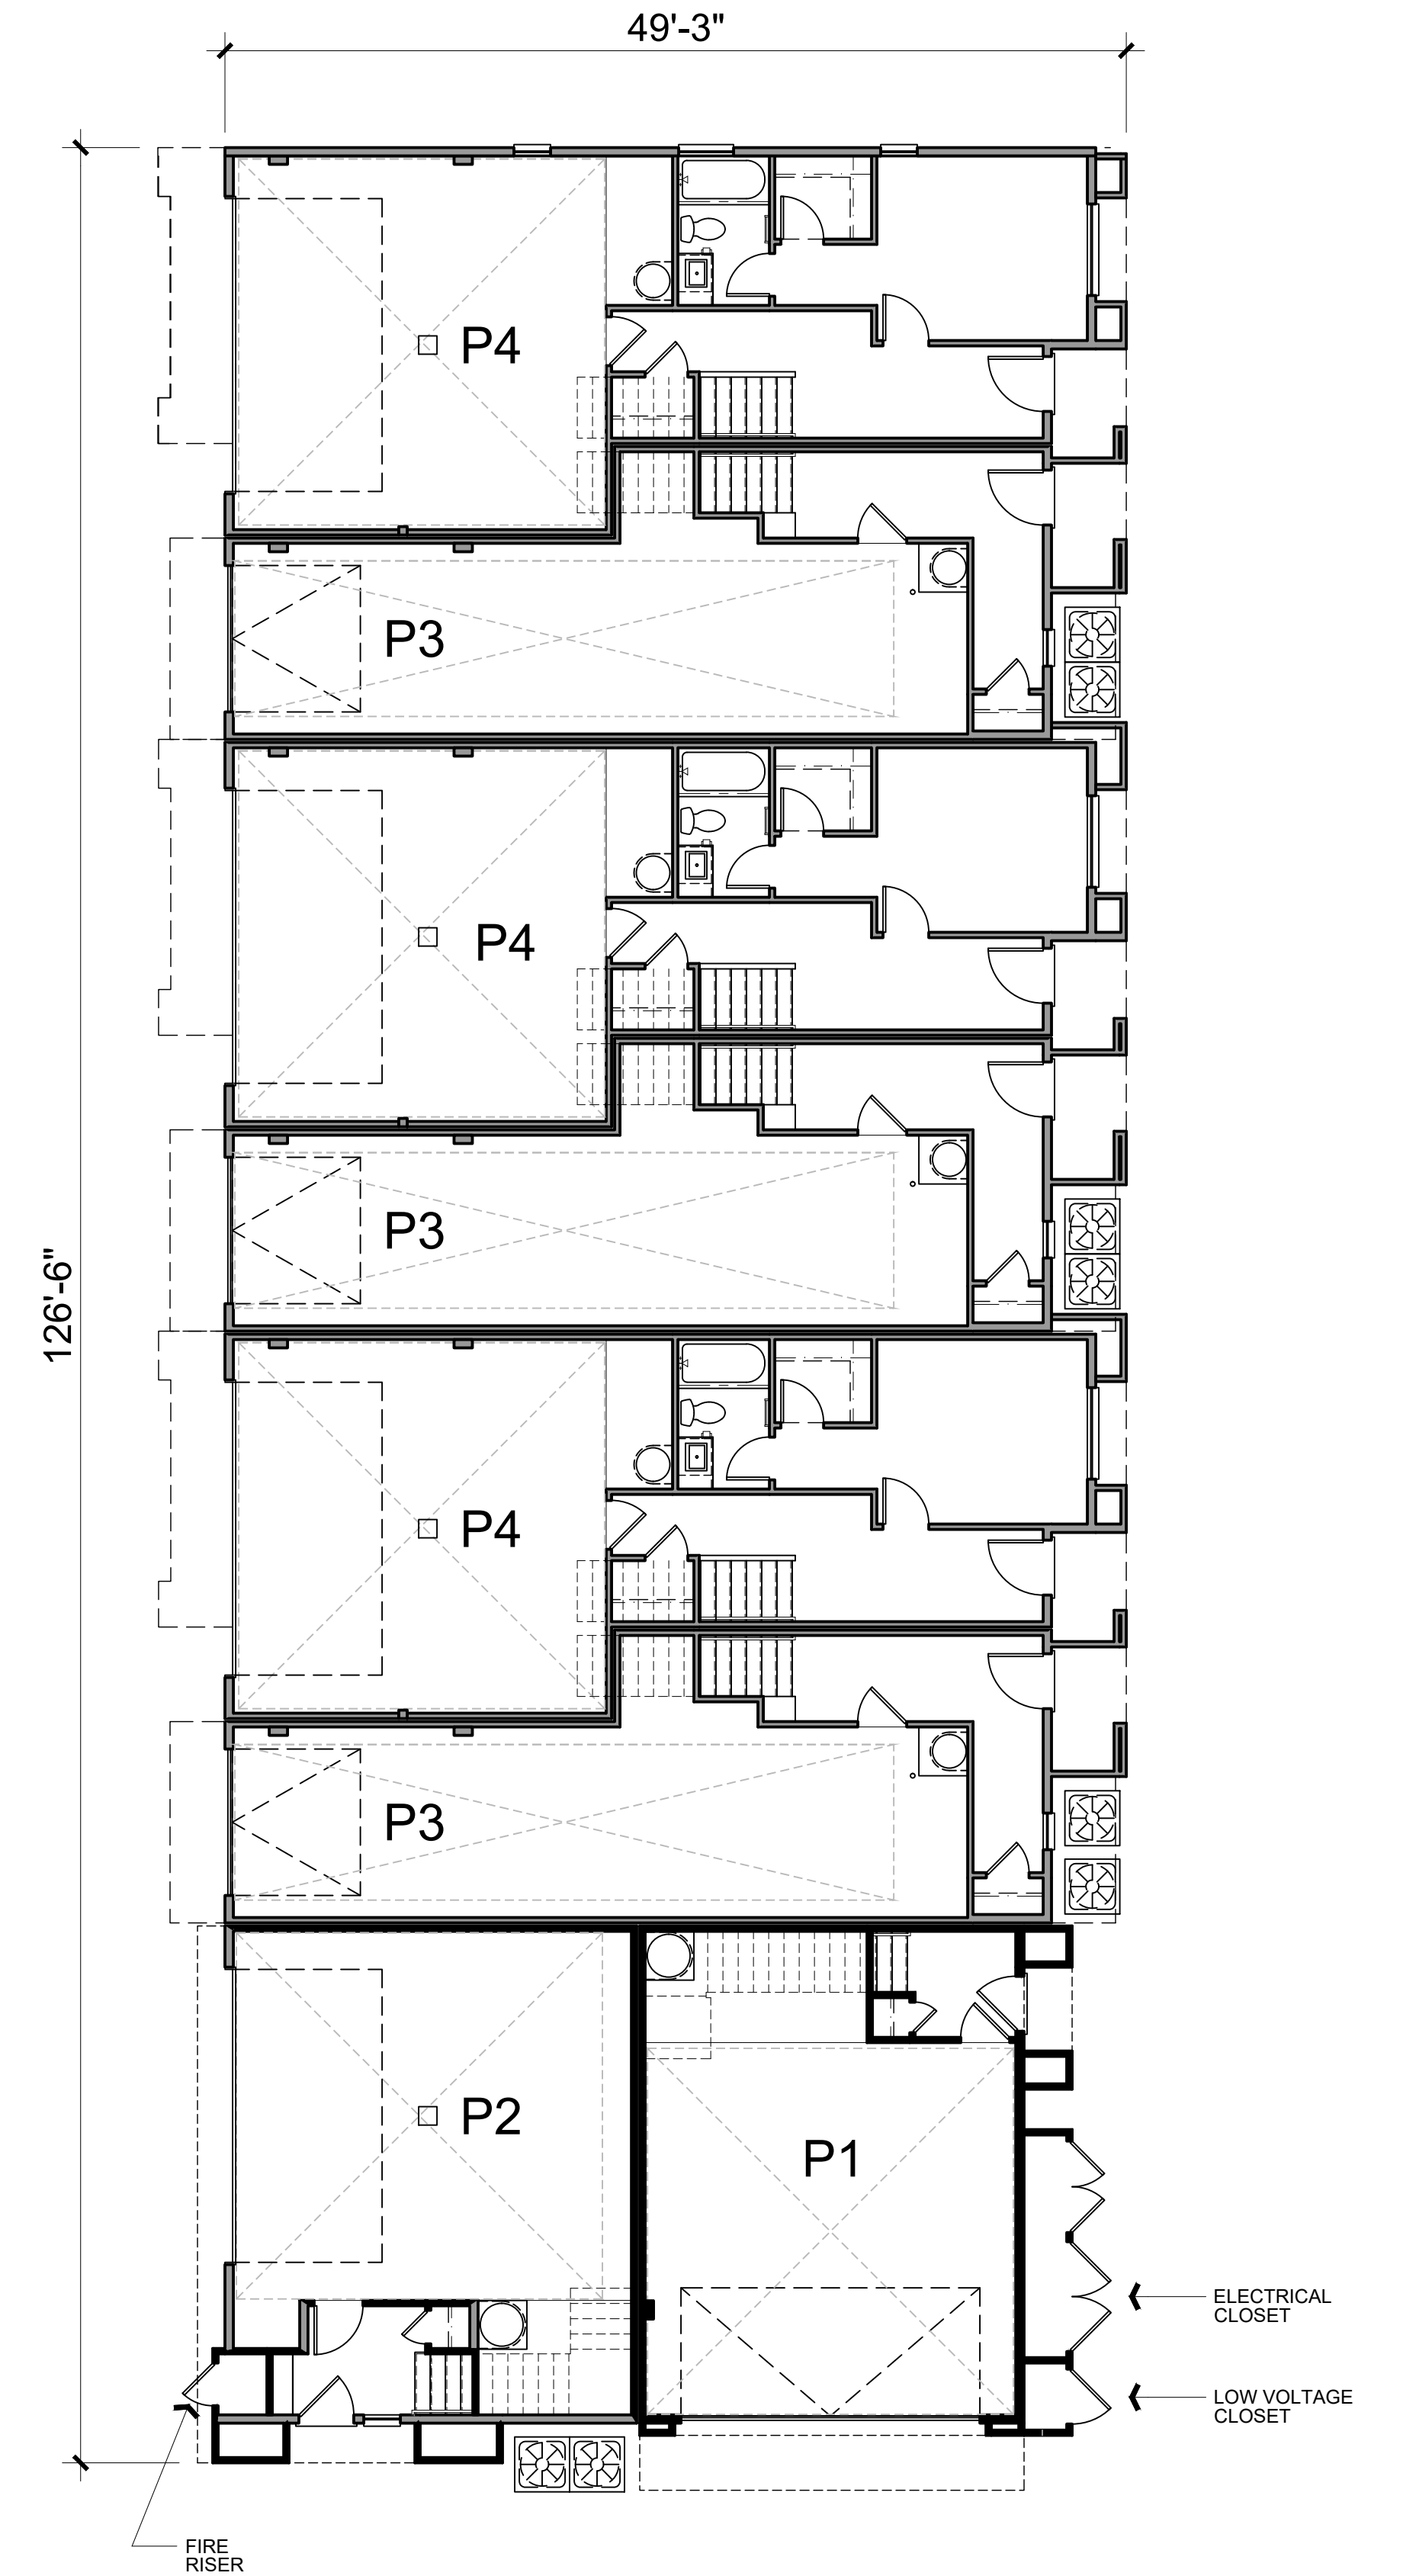 49'-3"
P4
P3
P4
126'-6"
P3
P4
P3
P2
P1
ELECTRICAL
CLOSET
LOW VOLTAGE
CLOSET
FIRE
RISER